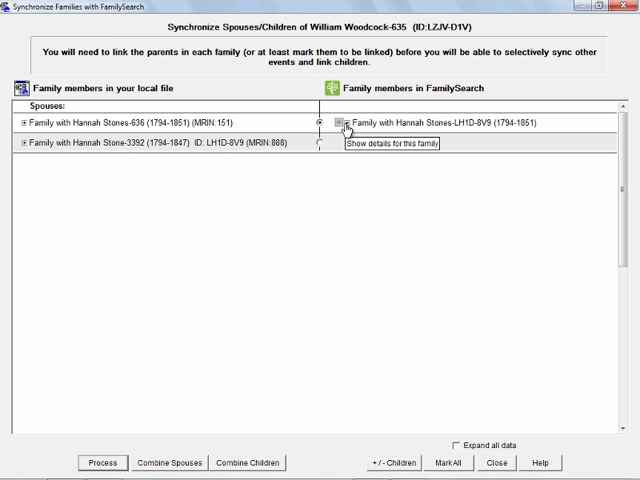 Synchronize Families with FamilySearch
Synchronize Spouses/Children of William Woodcock-635 (ID:LZJV-D1V)
You will need to link the parents in each family (or at least mark them to be linked) before you will be able to selectively sync other
events and link children.
Family members in your local file
Family members in FamilySearch
Spouses:
Family with Hannah Stones-636 (1794-1851) (MRIN:151)
Family with Hannah Stones-LH1D-8V9 (1794-1851)
Family with Hannah Stone-3392 (1794-1847) ID: LH1D-8V9 (MRIN:888)
Show details for this family
Expand all data
Process
Combine Spouses
Combine Children
+ / - Children
Mark All
Close
Help